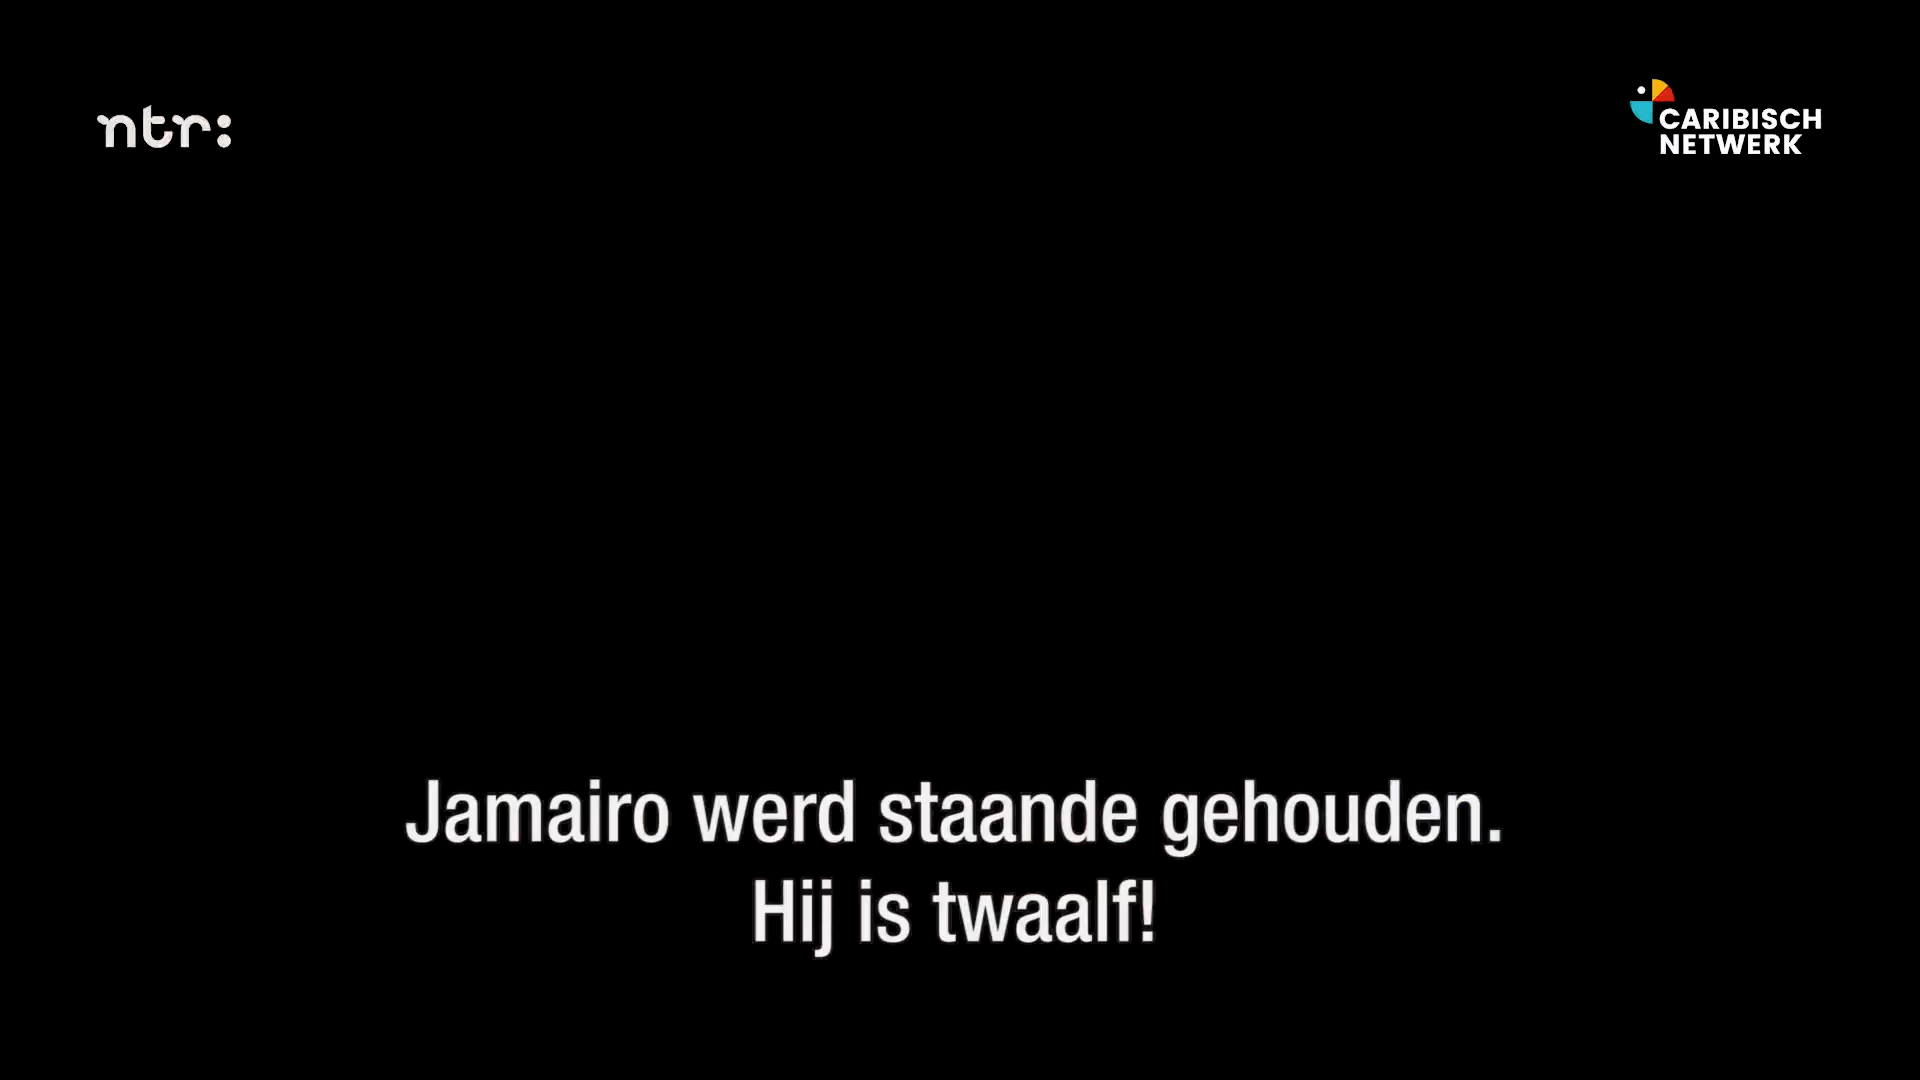 ntr:
CARIBISCH
NETWERK
Jamairo werd staande gehouden.
Hij is twaalf!